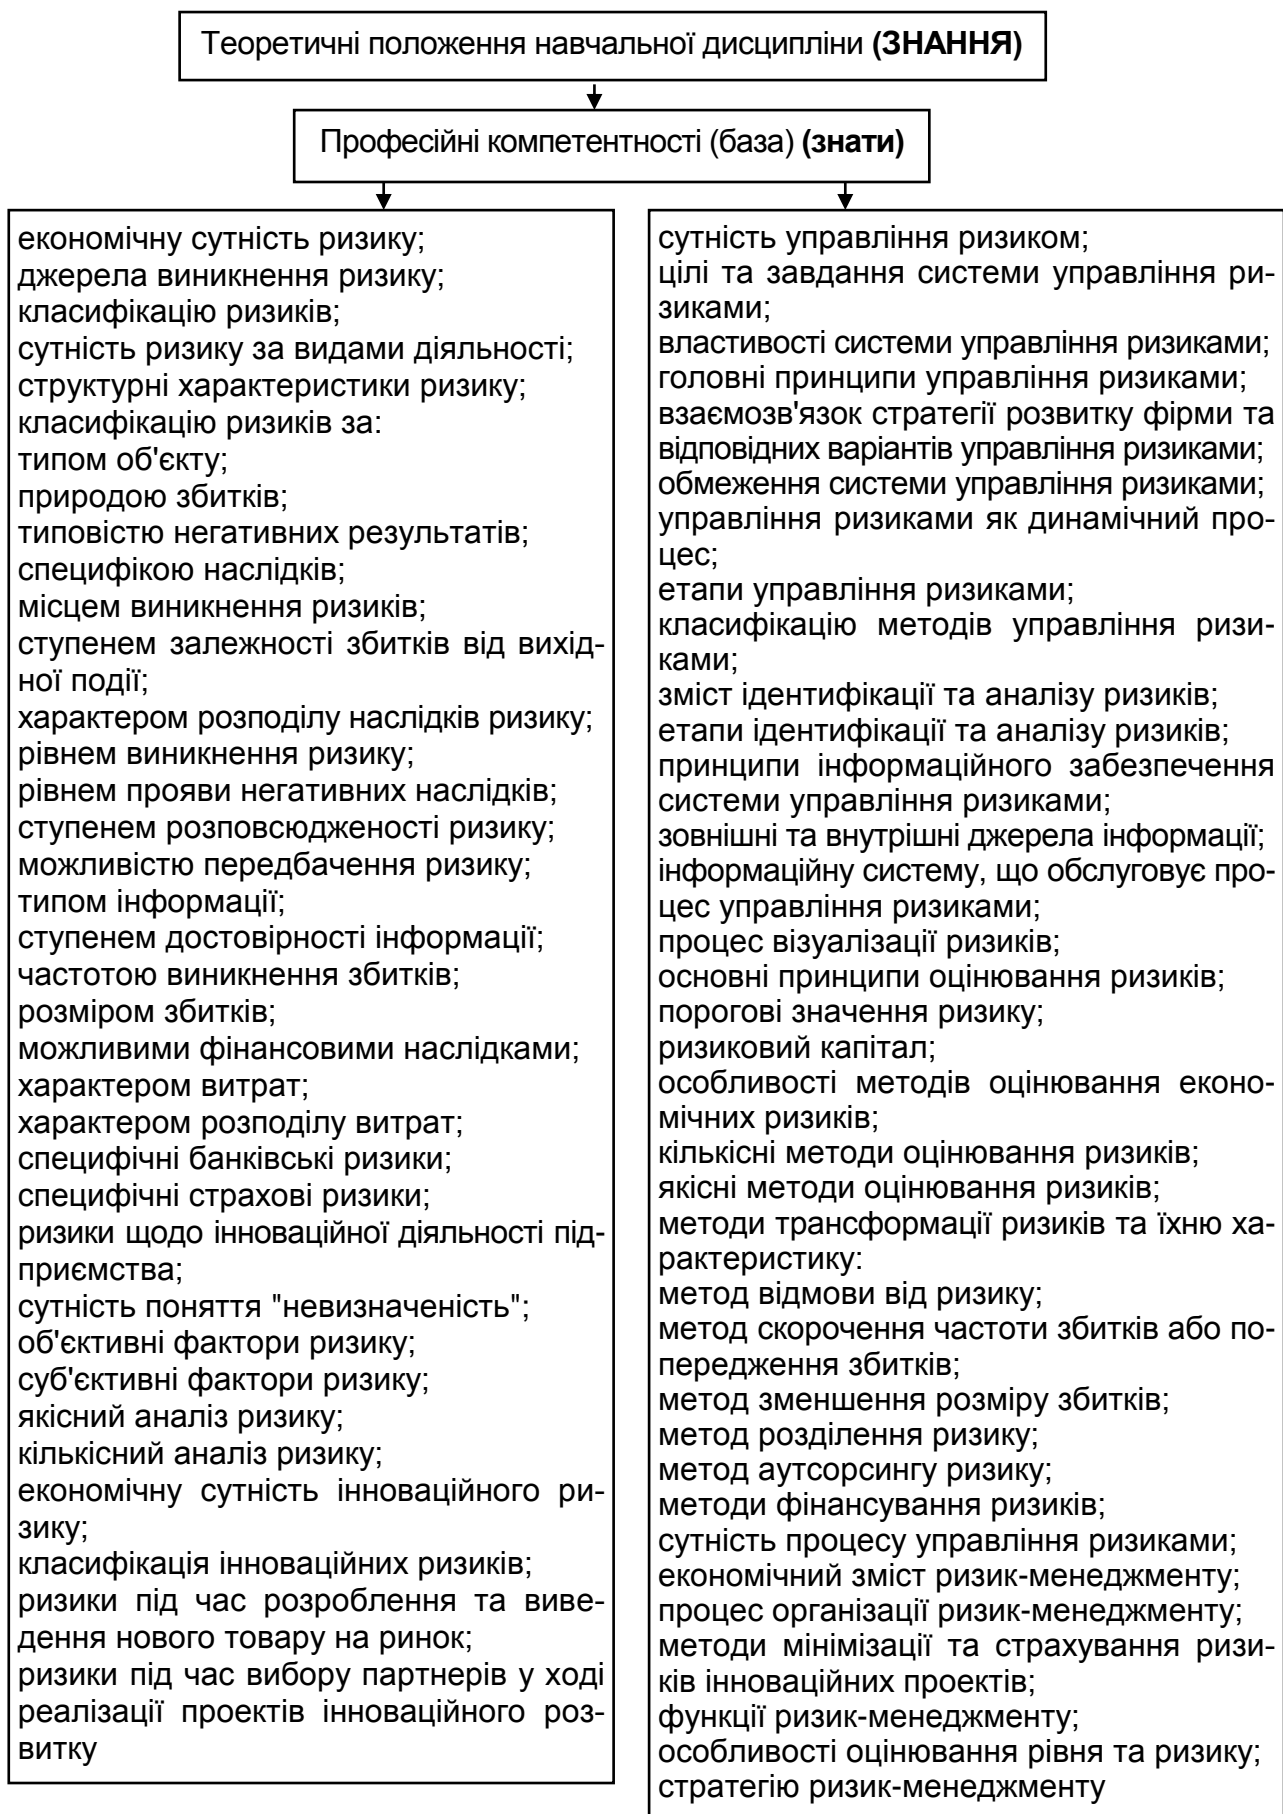 Теоретичні положення навчальної дисципліни (ЗНАННЯ)
Професійні компетентності (база) (знати)
економічну сутність ризику;
джерела виникнення ризику;
класифікацію ризиків;
сутність ризику за видами діяльності;
структурні характеристики ризику;
класифікацію ризиків за:
типом об'єкту;
природою збитків;
типовістю негативних результатів;
специфікою наслідків;
місцем виникнення ризиків;
ступенем залежності збитків від вихід-
ної події;
характером розподілу наслідків ризику;
рівнем виникнення ризику;
рівнем прояви негативних наслідків;
ступенем розповсюдженості ризику;
можливістю передбачення ризику;
типом інформації;
ступенем достовірності інформації;
частотою виникнення збитків;
розміром збитків;
можливими фінансовими наслідками;
характером витрат;
характером розподілу витрат;
специфічні банківські ризики;
специфічні страхові ризики;
ризики щодо інноваційної діяльності під-
приємства;
сутність поняття "невизначеність";
об'єктивні фактори ризику;
суб'єктивні фактори ризику;
якісний аналіз ризику;
кількісний аналіз ризику;
економічну сутність інноваційного ри-
зику;
класифікація інноваційних ризиків;
ризики під час розроблення та виве-
дення нового товару на ринок;
ризики під час вибору партнерів у ході
реалізації проектів інноваційного роз-
витку
сутність управління ризиком;
цілі та завдання системи управління ри-
зиками;
властивості системи управління ризиками;
головні принципи управління ризиками;
взаємозв'язок стратегії розвитку фірми та
відповідних варіантів управління ризиками;
обмеження системи управління ризиками;
управління ризиками як динамічний про-
цес;
етапи управління ризиками;
класифікацію методів управління ризи-
ками;
зміст ідентифікації та аналізу ризиків;
етапи ідентифікації та аналізу ризиків;
принципи інформаційного забезпечення
системи управління ризиками;
зовнішні та внутрішні джерела інформації;
інформаційну систему, що обслуговує про-
цес управління ризиками;
процес візуалізації ризиків;
основні принципи оцінювання ризиків;
порогові значення ризику;
ризиковий капітал;
особливості методів оцінювання еконо-
мічних ризиків;
кількісні методи оцінювання ризиків;
якісні методи оцінювання ризиків;
методи трансформації ризиків та їхню ха-
рактеристику:
метод відмови від ризику;
метод скорочення частоти збитків або по-
передження збитків;
метод зменшення розміру збитків;
метод розділення ризику;
метод аутсорсингу ризику;
методи фінансування ризиків;
сутність процесу управління ризиками;
економічний зміст ризик-менеджменту;
процес організації ризик-менеджменту;
методи мінімізації та страхування ризи-
ків інноваційних проектів;
функції ризик-менеджменту;
особливості оцінювання рівня та ризику;
стратегію ризик-менеджменту